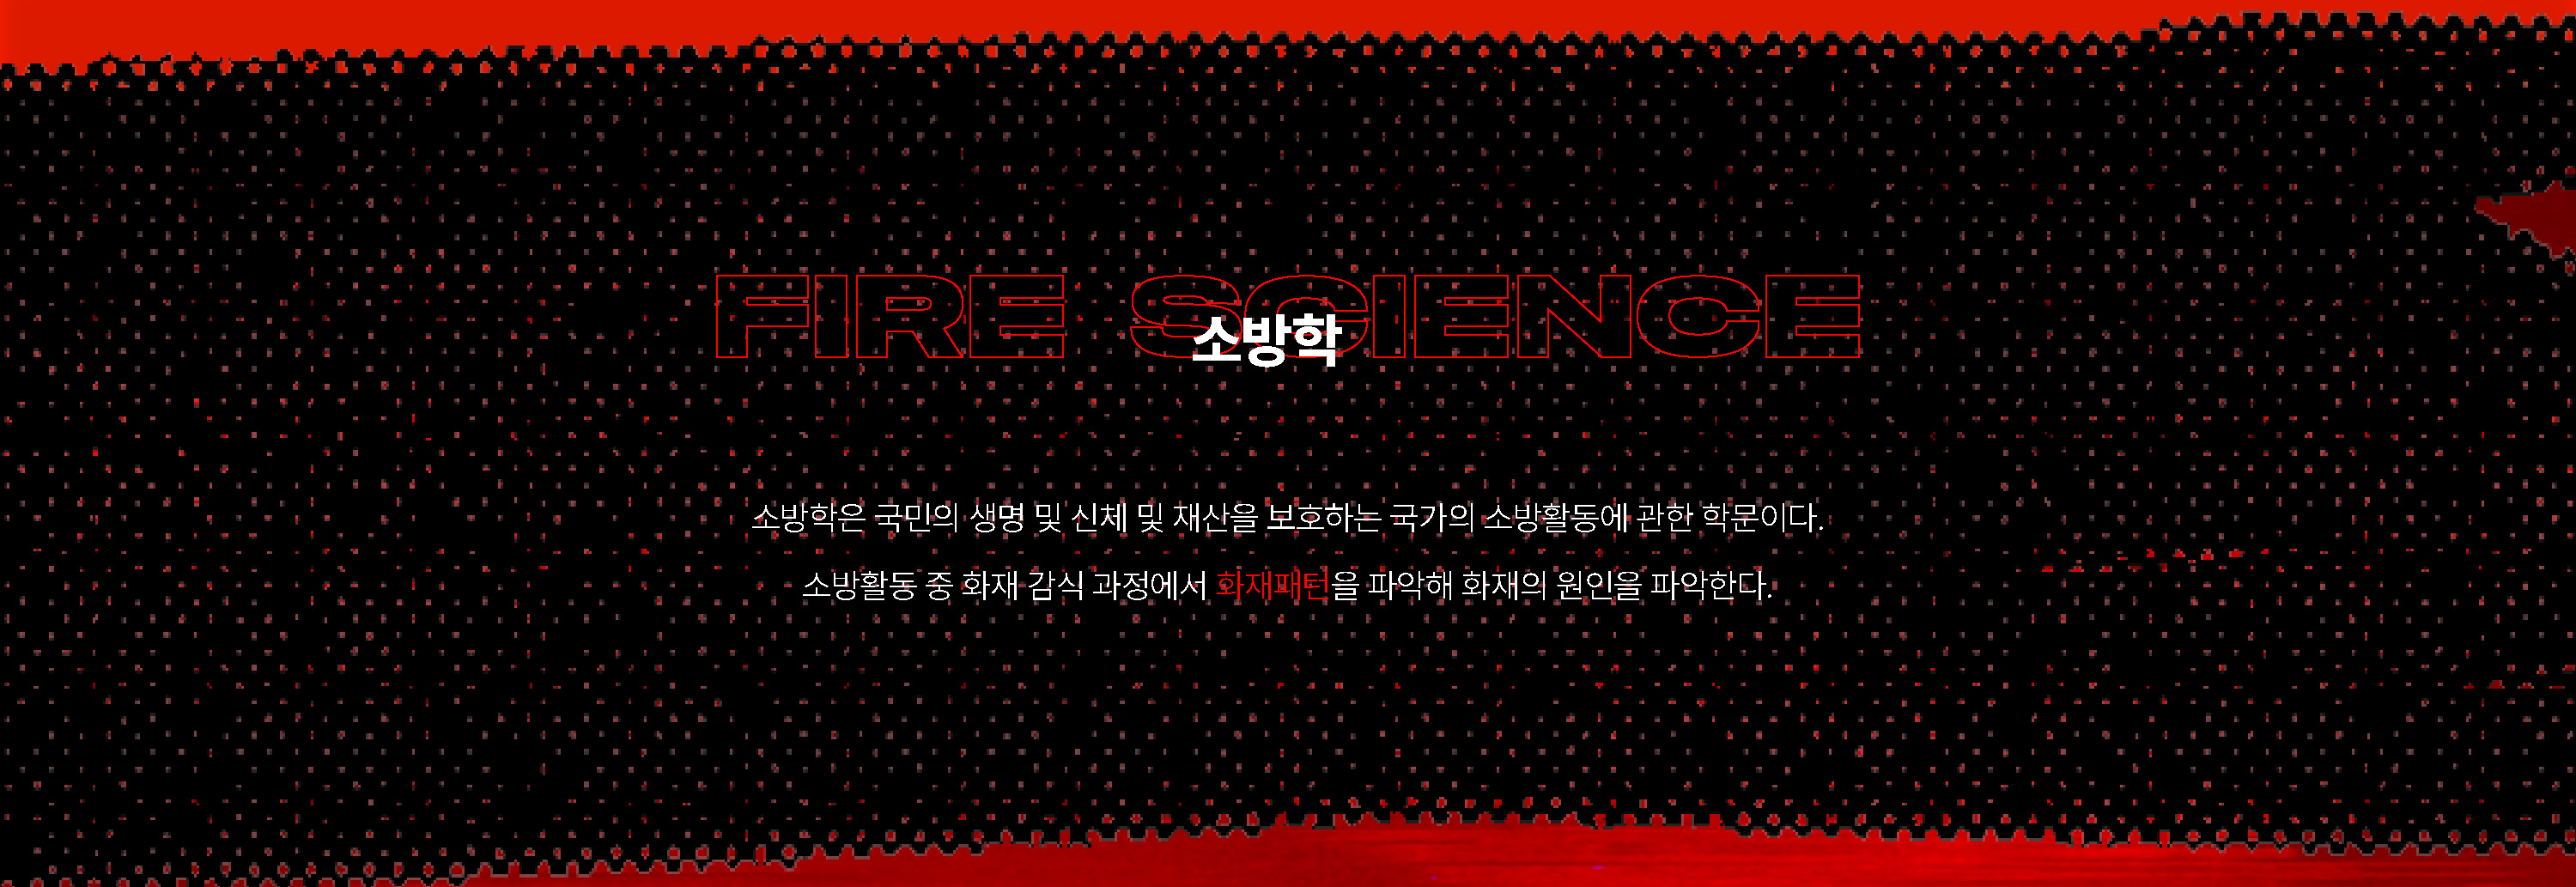 FIRE SCIENCE
소방학
소방학은 국민의 생명 및 신체 및 재산을 보호하는 국가의 소방활동에 관한 학문이다.
소방활동 중 화재 감식 과정에서 화재패턴을 파악해 화재의 원인을 파악한다.